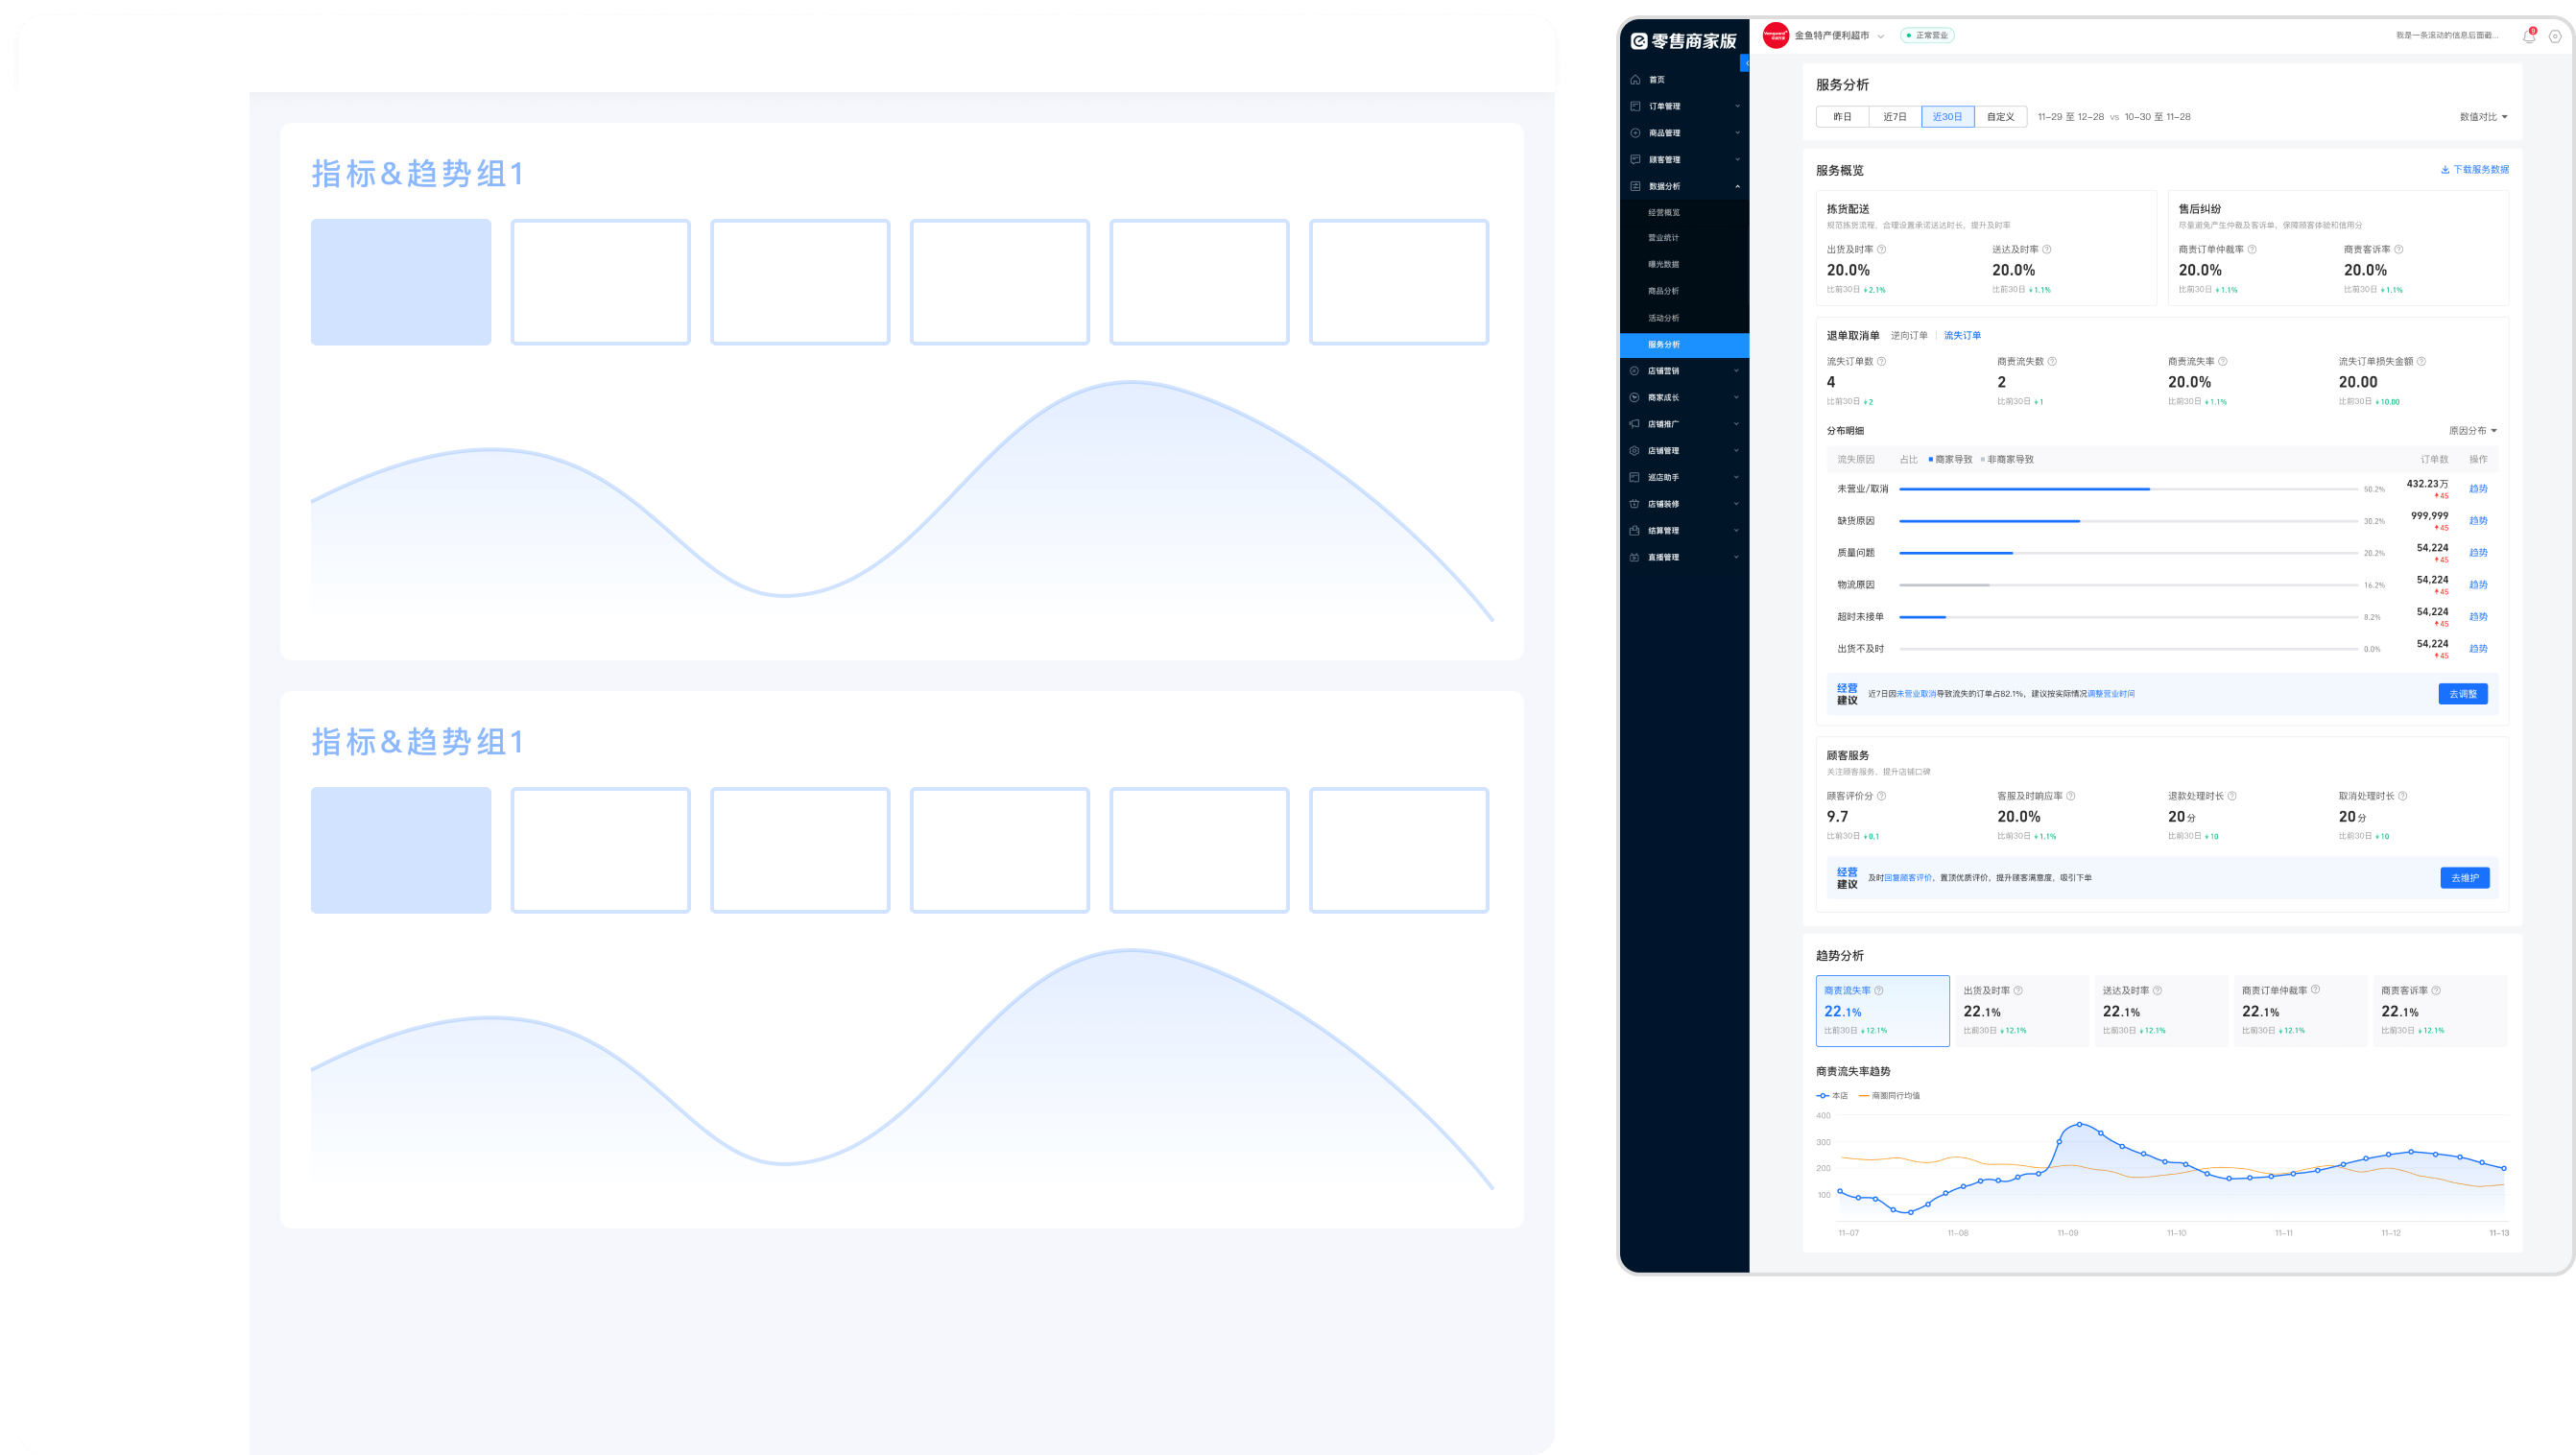 指标&趋势组1
指标&趋势组1
零售商家版
首页
订单管理
商品管理
顾客管理
数据分析
经营概览
营业统计
曝光数据
商品分析
活动分析
服务分析
店铺营销
商家成长
店铺推广
店铺管理
巡店助手
店铺装修
结算管理
直播管理
金鱼特产便利超市
正常营业
我是一条滚动的信息后面截...
服务分析
昨日 近7日 近30日 自定义 11-29 至 12-28 vs 10-30 至 11-28
数值对比
服务概览
下载服务数据
拣货配送
规范拣货流程，合理设置承诺送达时长，提升及时率
出货及时率 送达及时率
20.0% 20.0%
比前30日 2.1% 比前30日 1.1%
售后纠纷
尽量避免产生仲裁及客诉单，保障顾客体验和信用分
商责订单仲裁率 商责客诉率
20.0% 20.0%
比前30日 1.1% 比前30日 1.1%
退单取消单 逆向订单 流失订单
流失订单数 商责流失数 商责流失率 流失订单损失金额
4 2 20.0% 20.00
比前30日 2 比前30日 1 比前30日 1.1% 比前30日 10.00
分布明细 原因分布
流失原因 占比 商家导致 非商家导致 订单数 操作
未营业/取消 50.2% 432.23万 45 趋势
缺货原因 30.2% 999,999 45 趋势
质量问题 20.2% 54,224 45 趋势
物流原因 16.2% 54,224 45 趋势
超时未接单 8.2% 54,224 45 趋势
出货不及时 0.0% 54,224 45 趋势
经营建议 近7日因未营业取消导致流失的订单占82.1%，建议按实际情况调整营业时间 去调整
顾客服务
关注顾客服务，提升店铺口碑
顾客评价分 客服及时响应率 退款处理时长 取消处理时长
9.7 20.0% 20分 20分
比前30日 0.1 比前30日 1.1% 比前30日 10 比前30日 10
经营建议 及时回复顾客评价，置顶优质评价，提升顾客满意度，吸引下单 去维护
趋势分析
商责流失率 出货及时率 送达及时率 商责订单仲裁率 商责客诉率
22.1% 22.1% 22.1% 22.1% 22.1%
比前30日 12.1% 比前30日 12.1% 比前30日 12.1% 比前30日 12.1% 比前30日 12.1%
商责流失率趋势
本店 商圈同行均值
400
300
200
100
11-07 11-08 11-09 11-10 11-11 11-12 11-13